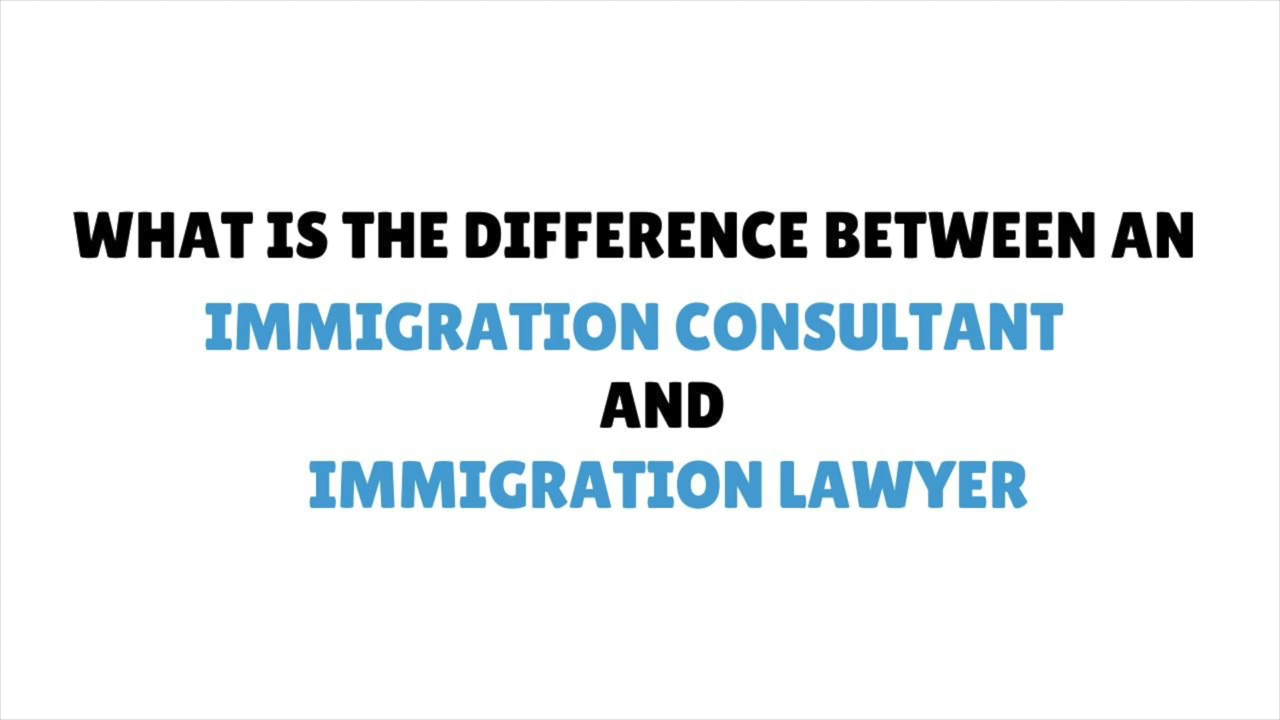 WHAT IS THE DIFFERENCE BETWEEN AN
IMMIGRATION CONSULTANT
AND
IMMIGRATION LAWYER